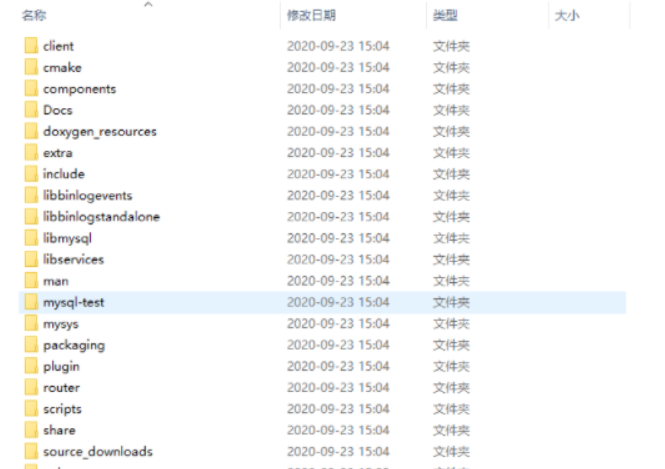 名称 修改日期 类型 大小
client 2020-09-23 15:04 文件夹
cmake 2020-09-23 15:04 文件夹
components 2020-09-23 15:04 文件夹
Docs 2020-09-23 15:04 文件夹
doxygen_resources 2020-09-23 15:04 文件夹
extra 2020-09-23 15:04 文件夹
include 2020-09-23 15:04 文件夹
libbinlogevents 2020-09-23 15:04 文件夹
libbinlogstandalone 2020-09-23 15:04 文件夹
libmysql 2020-09-23 15:04 文件夹
libservices 2020-09-23 15:04 文件夹
man 2020-09-23 15:04 文件夹
mysql-test 2020-09-23 15:04 文件夹
mysys 2020-09-23 15:04 文件夹
packaging 2020-09-23 15:04 文件夹
plugin 2020-09-23 15:04 文件夹
router 2020-09-23 15:04 文件夹
scripts 2020-09-23 15:04 文件夹
share 2020-09-23 15:04 文件夹
source_downloads 2020-09-23 15:04 文件夹